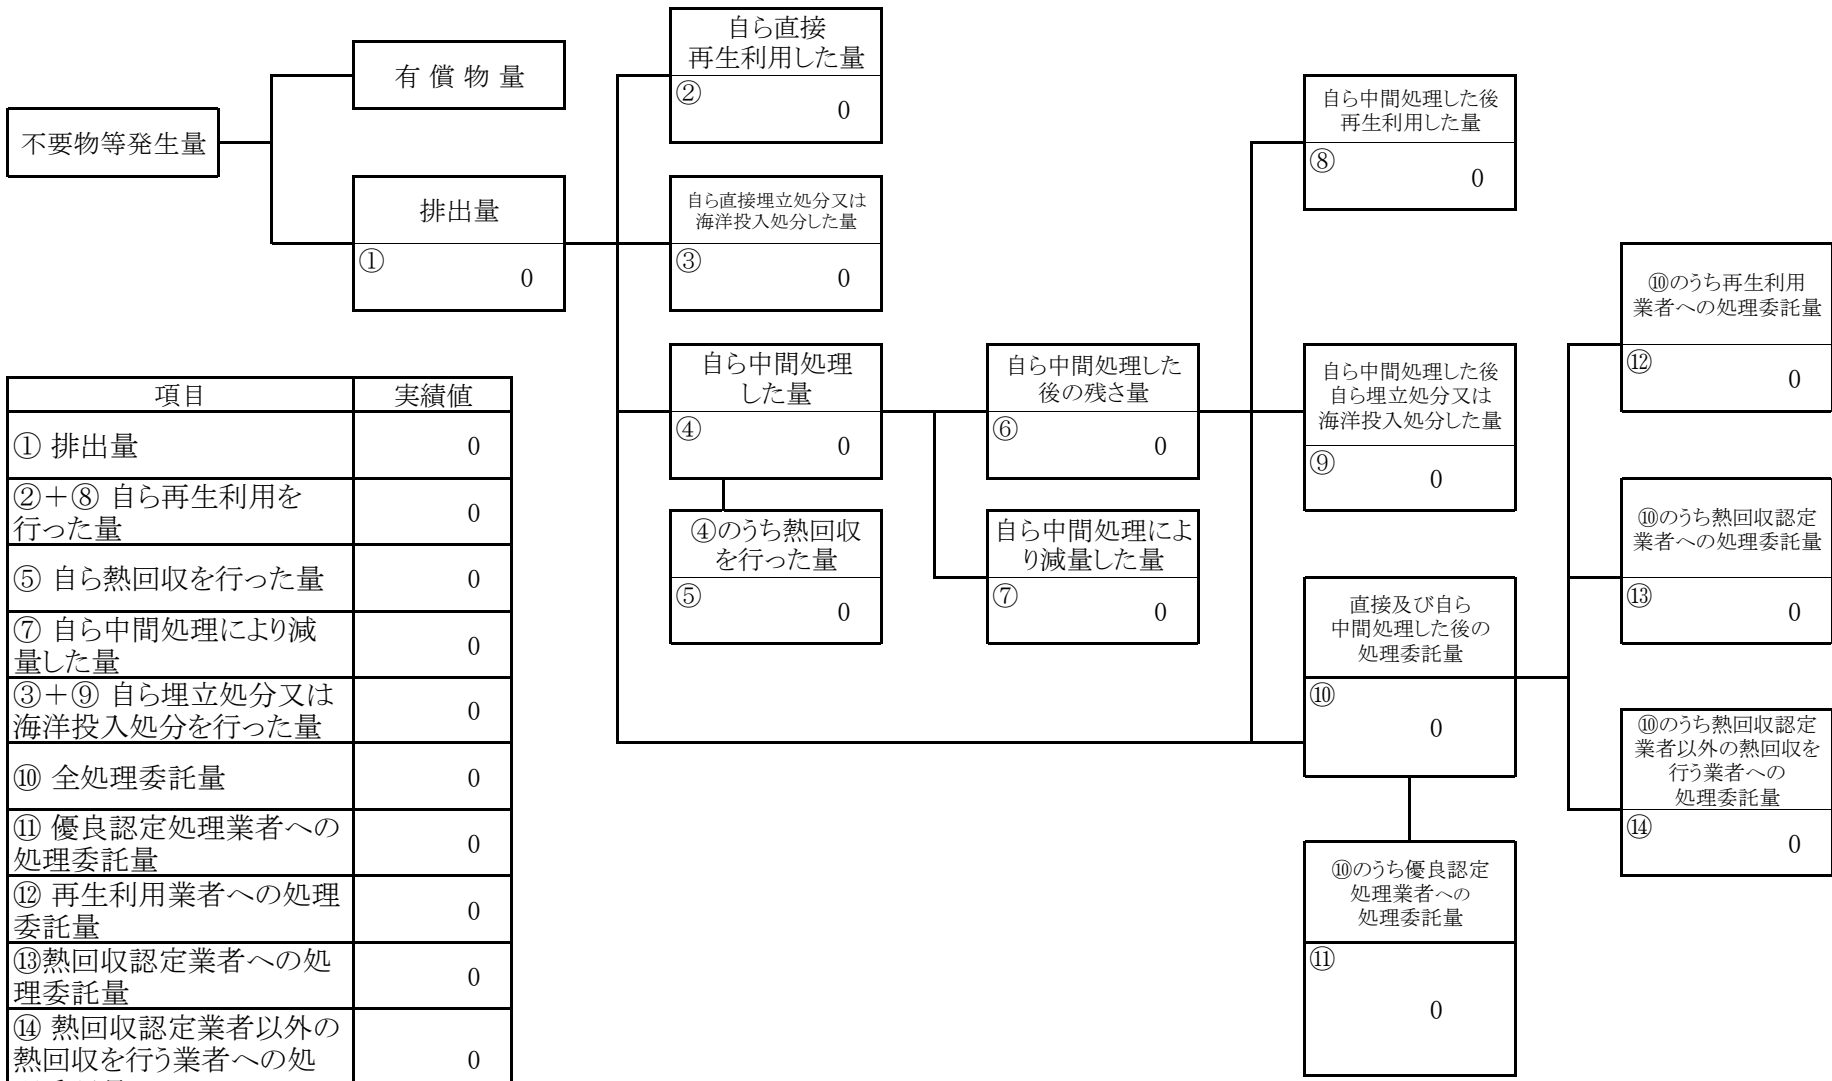 不要物等発生量
有 償 物 量
排出量
①
0
自ら直接
再生利用した量
②
0
自ら直接埋立処分又は
海洋投入処分した量
③
0
自ら中間処理
した量
④
0
④のうち熱回収
を行った量
⑤
0
自ら中間処理した
後の残さ量
⑥
0
自ら中間処理によ
り減量した量
⑦
0
自ら中間処理した後
再生利用した量
⑧
0
自ら中間処理した後
自ら埋立処分又は
海洋投入処分した量
⑨
0
直接及び自ら
中間処理した後の
処理委託量
⑩
0
⑩のうち優良認定
処理業者への
処理委託量
⑪
0
⑩のうち再生利用
業者への処理委託量
⑫
0
⑩のうち熱回収認定
業者への処理委託量
⑬
0
⑩のうち熱回収認定
業者以外の熱回収を
行う業者への
処理委託量
⑭
0
項目 実績値
① 排出量 0
②＋⑧ 自ら再生利用を
行った量 0
⑤ 自ら熱回収を行った量 0
⑦ 自ら中間処理により減
量した量 0
③＋⑨ 自ら埋立処分又は
海洋投入処分を行った量 0
⑩ 全処理委託量 0
⑪ 優良認定処理業者への
処理委託量 0
⑫ 再生利用業者への処理
委託量 0
⑬熱回収認定業者への処
理委託量 0
⑭ 熱回収認定業者以外の
熱回収を行う業者への処 0